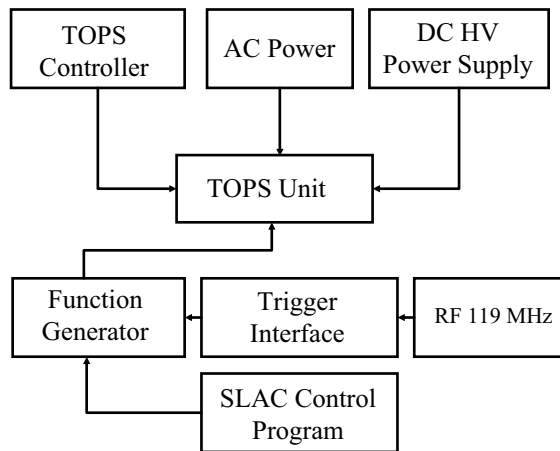 TOPS
Controller
AC Power
DC HV
Power Supply
TOPS Unit
Function
Generator
Trigger
Interface
RF 119 MHz
SLAC Control
Program